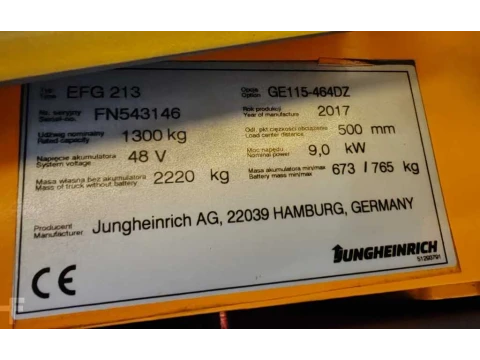 Typ EFG 213 Opcja GE115-464DZ
Type Option
Nr. seryjny FN543146 Rok produkcji 2017
Serial-no. Year of manufacture
Udźwig nominalny 1300 kg Odl. pkt ciężkości obciążenia 500 mm
Rated capacity Load center distance
Napięcie akumulatora 48 V Moc napędu 9,0 kW
System voltage Nominal power
Masa własna bez akumulatora 2220 kg Masa akumulatora min/max 673 / 765 kg
Mass of truck without battery Battery mass min/max
Producent Jungheinrich AG, 22039 HAMBURG, GERMANY
Manufacturer
CE JUNGHEINRICH